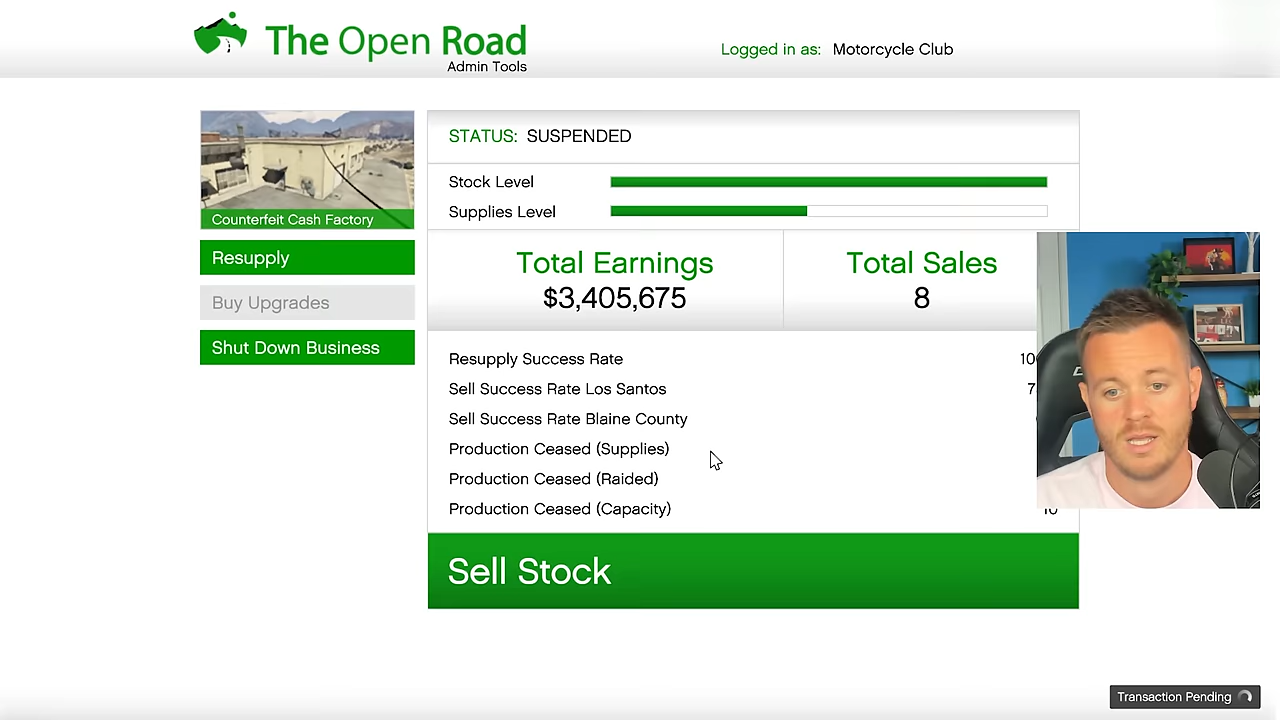 The Open Road
Admin Tools
Logged in as: Motorcycle Club
Counterfeit Cash Factory
Resupply
Buy Upgrades
Shut Down Business
STATUS: SUSPENDED
Stock Level
Supplies Level
Total Earnings
$3,405,675
Total Sales
8
Resupply Success Rate
Sell Success Rate Los Santos
Sell Success Rate Blaine County
Production Ceased (Supplies)
Production Ceased (Raided)
Production Ceased (Capacity) 10
Sell Stock
Transaction Pending